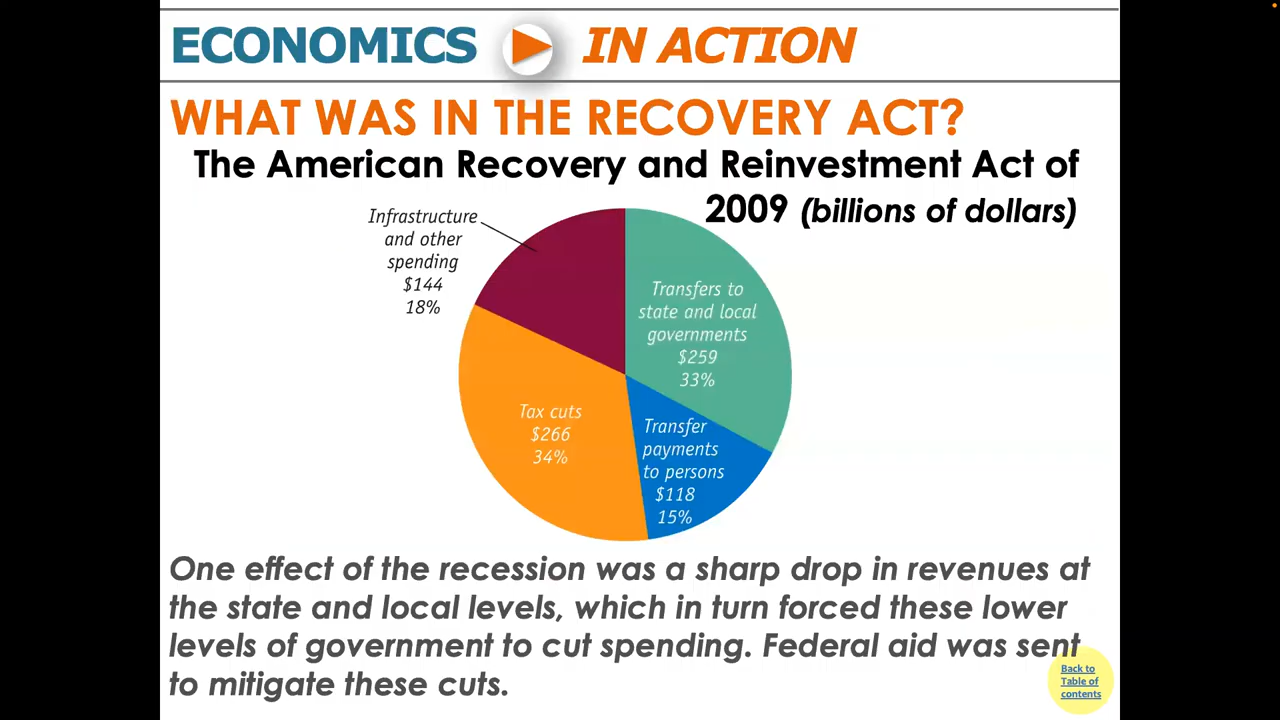 ECONOMICS IN ACTION
WHAT WAS IN THE RECOVERY ACT?
The American Recovery and Reinvestment Act of
2009 (billions of dollars)
Infrastructure
and other
spending
$144
18%
Transfers to
state and local
governments
$259
33%
Tax cuts
$266
34%
Transfer
payments
to persons
$118
15%
One effect of the recession was a sharp drop in revenues at
the state and local levels, which in turn forced these lower
levels of government to cut spending. Federal aid was sent
to mitigate these cuts.
Back to
Table of
contents